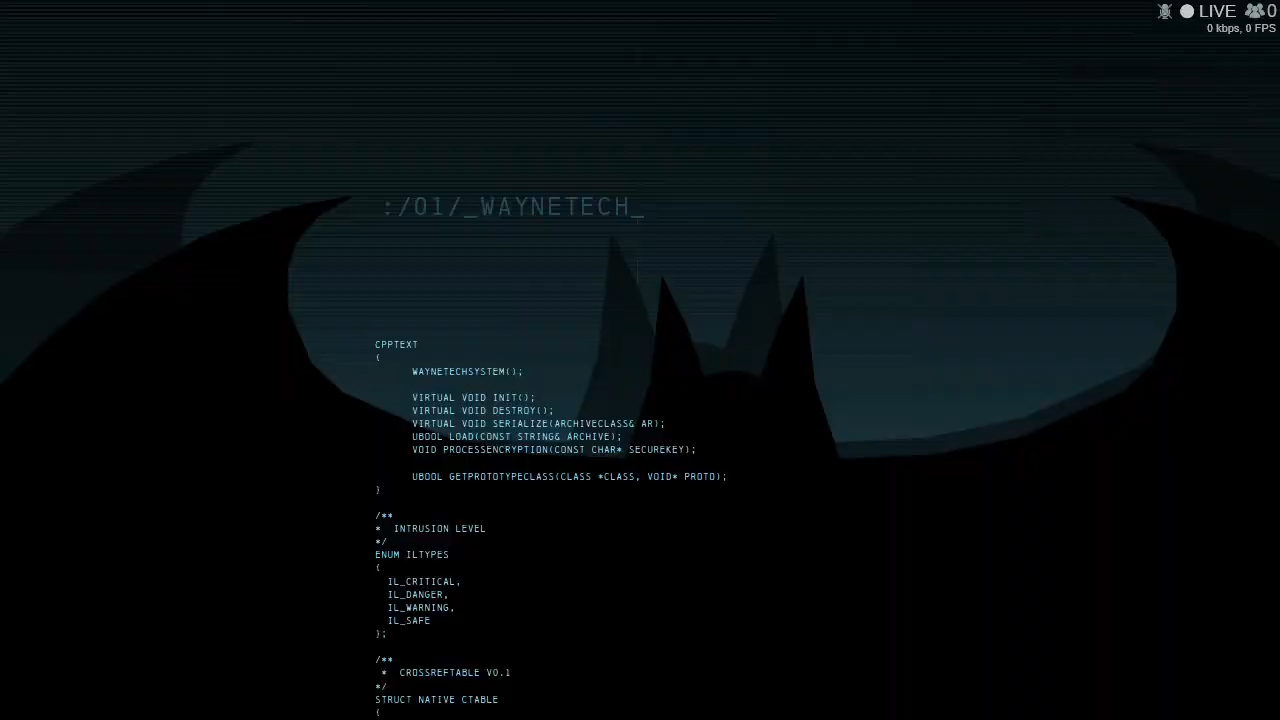 LIVE 0
0 kbps, 0 FPS
:/01/_WAYNETECH_
CPPTEXT
{
WAYNETECHSYSTEM();
VIRTUAL VOID INIT();
VIRTUAL VOID DESTROY();
VIRTUAL VOID SERIALIZE(ARCHIVECLASS& AR);
UBOOL LOAD(CONST STRING& ARCHIVE);
VOID PROCESSENCRYPTION(CONST CHAR* SECUREKEY);
UBOOL GETPROTOTYPECLASS(CLASS *CLASS, VOID* PROTO);
}
/**
* INTRUSION LEVEL
*/
ENUM ILTYPES
{
IL_CRITICAL,
IL_DANGER,
IL_WARNING,
IL_SAFE
};
/**
* CROSSREFTABLE V0.1
*/
STRUCT NATIVE CTABLE
{